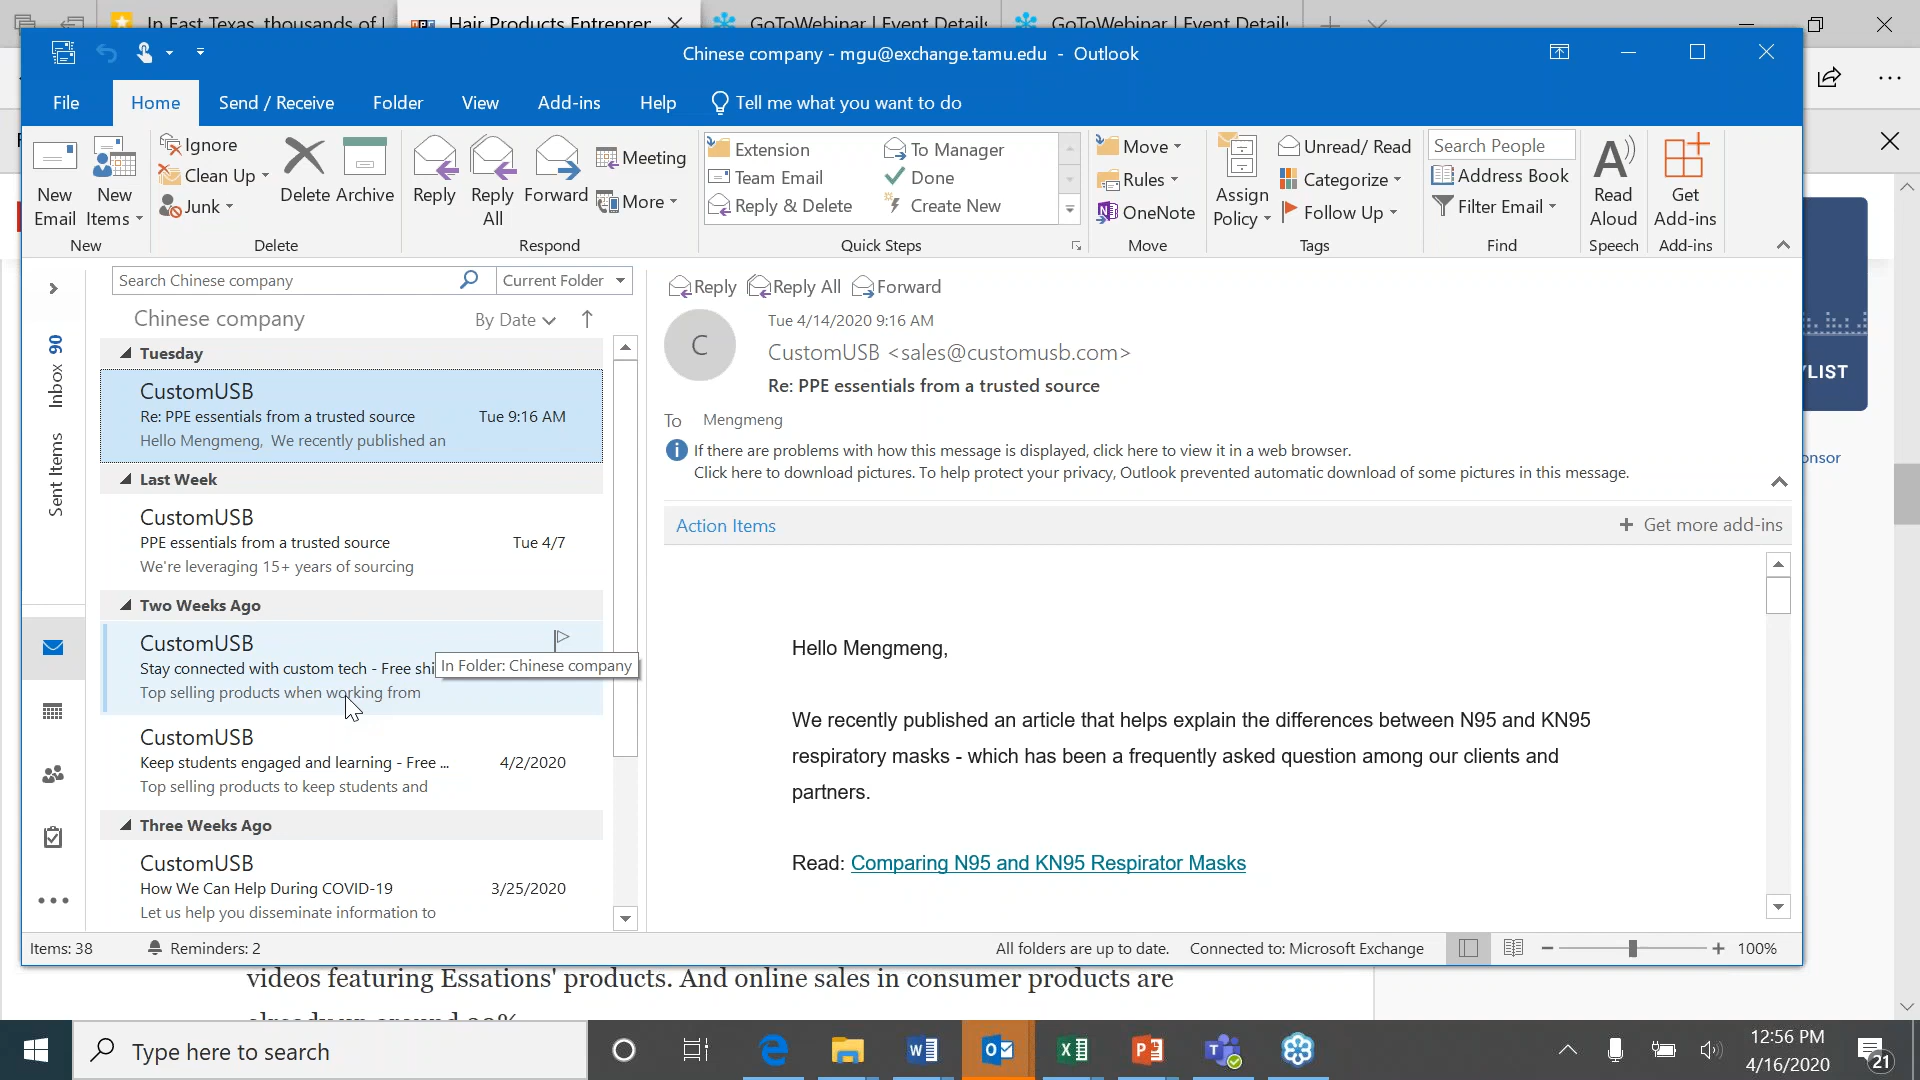 In East Texas, thousands of
Hair Products Entrepren
GoToWebinar | Event Details
GoToWebinar | Event Details
Chinese company - mgu@exchange.tamu.edu - Outlook
File
Home
Send / Receive
Folder
View
Add-ins
Help
Tell me what you want to do
New Email
New Items
New
Ignore
Clean Up
Junk
Delete
Archive
Delete
Reply
Reply All
Forward
Meeting
More
Respond
Extension
Team Email
Reply & Delete
To Manager
Done
Create New
Quick Steps
Move
Rules
OneNote
Move
Assign Policy
Unread/ Read
Categorize
Follow Up
Tags
Search People
Address Book
Filter Email
Find
Read Aloud
Speech
Get Add-ins
Add-ins
Search Chinese company
Current Folder
Chinese company
By Date
Inbox 90
Sent Items
Tuesday
CustomUSB
Re: PPE essentials from a trusted source Tue 9:16 AM
Hello Mengmeng, We recently published an
Last Week
CustomUSB
PPE essentials from a trusted source Tue 4/7
We're leveraging 15+ years of sourcing
Two Weeks Ago
CustomUSB
Stay connected with custom tech - Free shi
In Folder: Chinese company
Top selling products when working from
CustomUSB
Keep students engaged and learning - Free ... 4/2/2020
Top selling products to keep students and
Three Weeks Ago
CustomUSB
How We Can Help During COVID-19 3/25/2020
Let us help you disseminate information to
Reply
Reply All
Forward
C
Tue 4/14/2020 9:16 AM
CustomUSB <sales@customusb.com>
Re: PPE essentials from a trusted source
To Mengmeng
If there are problems with how this message is displayed, click here to view it in a web browser.
Click here to download pictures. To help protect your privacy, Outlook prevented automatic download of some pictures in this message.
Action Items
+ Get more add-ins
Hello Mengmeng,
We recently published an article that helps explain the differences between N95 and KN95
respiratory masks - which has been a frequently asked question among our clients and
partners.
Read: Comparing N95 and KN95 Respirator Masks
YLIST
onsor
Items: 38
Reminders: 2
All folders are up to date.
Connected to: Microsoft Exchange
100%
videos featuring Essations' products. And online sales in consumer products are
Type here to search
12:56 PM
4/16/2020
21